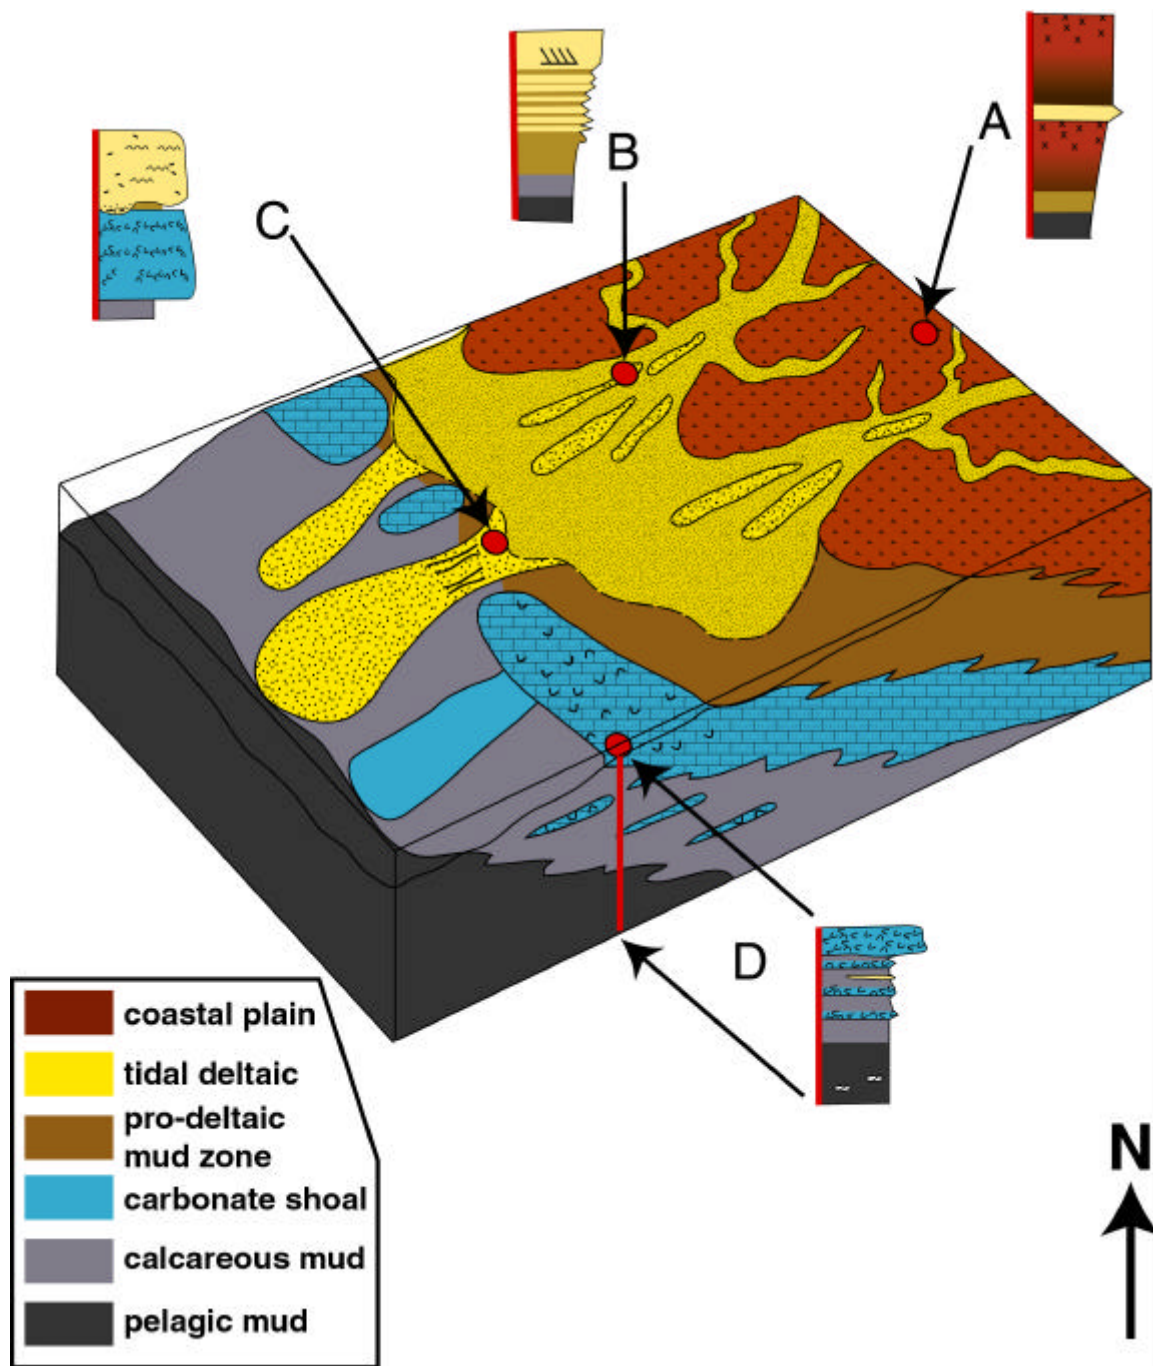 A
B
C
D
coastal plain
tidal deltaic
pro-deltaic
mud zone
carbonate shoal
calcareous mud
pelagic mud
N